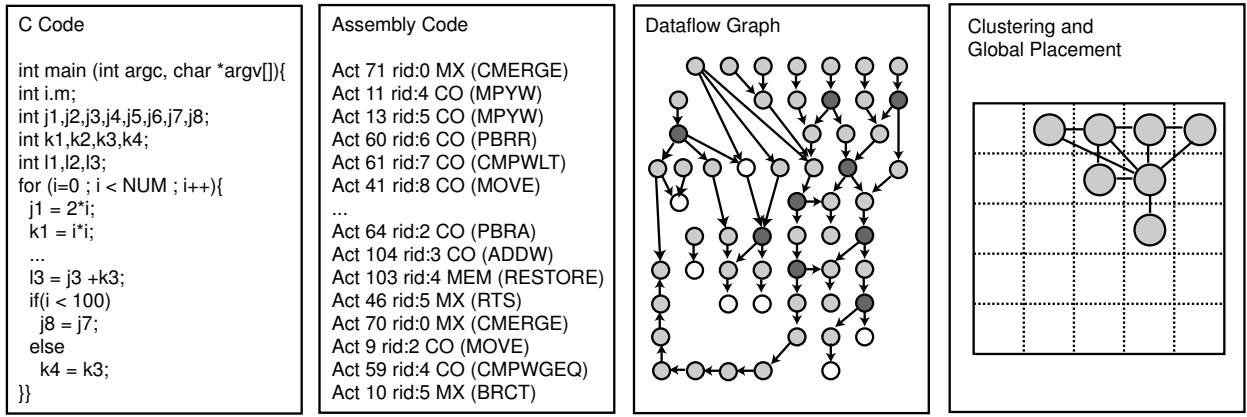 C Code
int main (int argc, char *argv[]){
int i.m;
int j1,j2,j3,j4,j5.j6,j7,j8;
int k1,k2,k3,k4;
int l1,l2,l3;
for (i=0 ; i < NUM ; i++){
j1 = 2*i;
k1 = i*i;
...
l3 = j3 +k3;
if(i < 100)
j8 = j7;
else
k4 = k3;
}}
Assembly Code
Act 71 rid:0 MX (CMERGE)
Act 11 rid:4 CO (MPYW)
Act 13 rid:5 CO (MPYW)
Act 60 rid:6 CO (PBRR)
Act 61 rid:7 CO (CMPWLT)
Act 41 rid:8 CO (MOVE)
...
Act 64 rid:2 CO (PBRA)
Act 104 rid:3 CO (ADDW)
Act 103 rid:4 MEM (RESTORE)
Act 46 rid:5 MX (RTS)
Act 70 rid:0 MX (CMERGE)
Act 9 rid:2 CO (MOVE)
Act 59 rid:4 CO (CMPWGEQ)
Act 10 rid:5 MX (BRCT)
Dataflow Graph
Clustering and
Global Placement